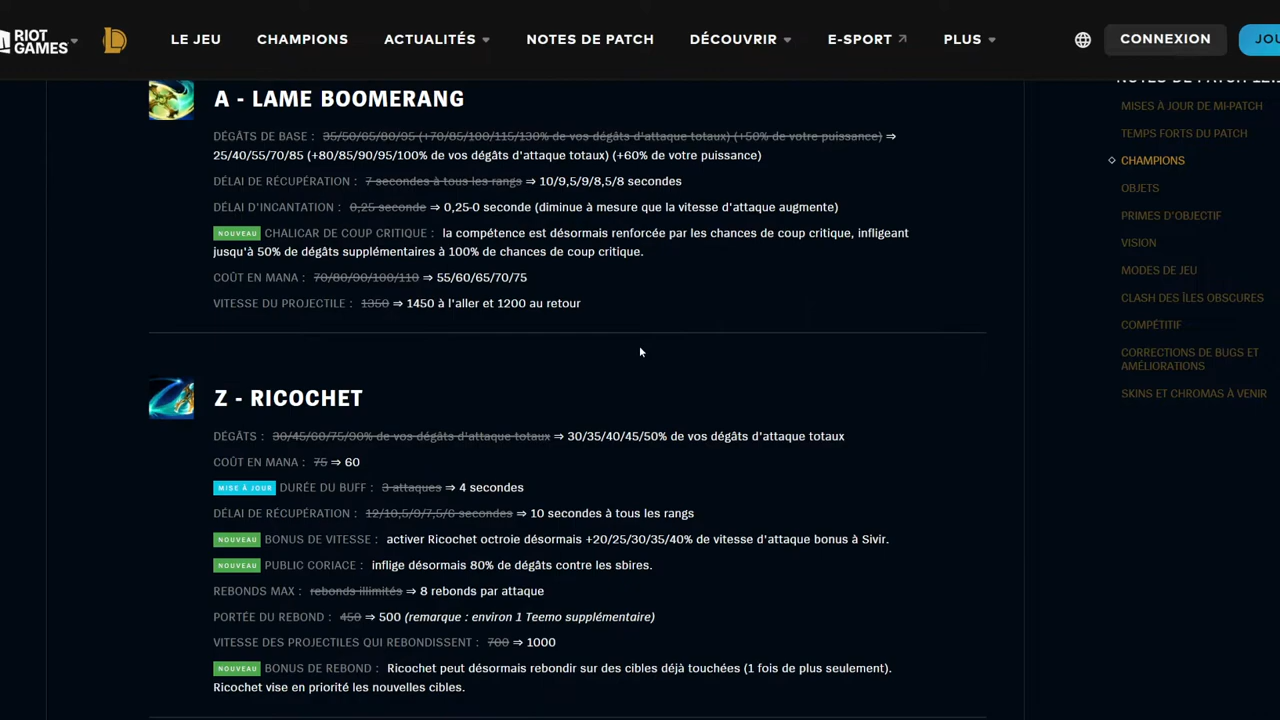 RIOT GAMES
LE JEU
CHAMPIONS
ACTUALITÉS
NOTES DE PATCH
DÉCOUVRIR
E-SPORT
PLUS
CONNEXION
A - LAME BOOMERANG
DÉGÂTS DE BASE : 35/50/65/80/95 (+70/85/100/115/130% de vos dégâts d'attaque totaux) (+50% de votre puissance) ⇒
25/40/55/70/85 (+80/85/90/95/100% de vos dégâts d'attaque totaux) (+60% de votre puissance)
DÉLAI DE RÉCUPÉRATION : 7 secondes à tous les rangs ⇒ 10/9,5/9/8,5/8 secondes
DÉLAI D'INCANTATION : 0,25 seconde ⇒ 0,25-0 seconde (diminue à mesure que la vitesse d'attaque augmente)
NOUVEAU CHALICAR DE COUP CRITIQUE : la compétence est désormais renforcée par les chances de coup critique, infligeant
jusqu'à 50% de dégâts supplémentaires à 100% de chances de coup critique.
COÛT EN MANA : 70/80/90/100/110 ⇒ 55/60/65/70/75
VITESSE DU PROJECTILE : 1350 ⇒ 1450 à l'aller et 1200 au retour
Z - RICOCHET
DÉGÂTS : 30/45/60/75/90% de vos dégâts d'attaque totaux ⇒ 30/35/40/45/50% de vos dégâts d'attaque totaux
COÛT EN MANA : 75 ⇒ 60
MISE À JOUR DURÉE DU BUFF : 3 attaques ⇒ 4 secondes
DÉLAI DE RÉCUPÉRATION : 12/10,5/9/7,5/6 secondes ⇒ 10 secondes à tous les rangs
NOUVEAU BONUS DE VITESSE : activer Ricochet octroie désormais +20/25/30/35/40% de vitesse d'attaque bonus à Sivir.
NOUVEAU PUBLIC CORIACE : inflige désormais 80% de dégâts contre les sbires.
REBONDS MAX : rebonds illimités ⇒ 8 rebonds par attaque
PORTÉE DU REBOND : 450 ⇒ 500 (remarque : environ 1 Teemo supplémentaire)
VITESSE DES PROJECTILES QUI REBONDISSENT : 700 ⇒ 1000
NOUVEAU BONUS DE REBOND : Ricochet peut désormais rebondir sur des cibles déjà touchées (1 fois de plus seulement).
Ricochet vise en priorité les nouvelles cibles.
NOTES DE PATCH
MISES À JOUR DE MI-PATCH
TEMPS FORTS DU PATCH
CHAMPIONS
OBJETS
PRIMES D'OBJECTIF
VISION
MODES DE JEU
CLASH DES ÎLES OBSCURES
COMPÉTITIF
CORRECTIONS DE BUGS ET
AMÉLIORATIONS
SKINS ET CHROMAS À VENIR